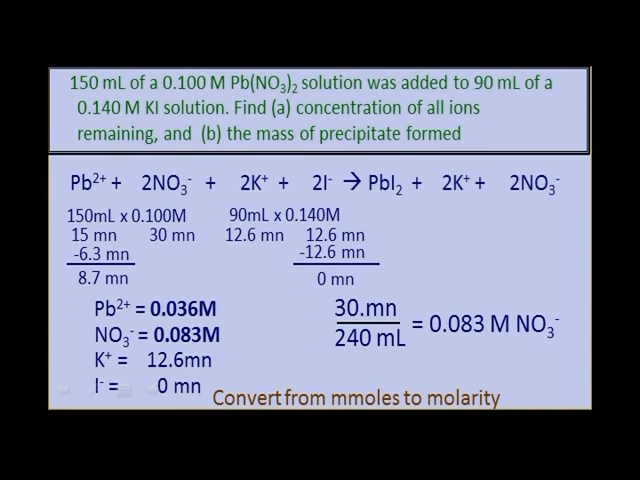 150 mL of a 0.100 M Pb(NO₃)₂ solution was added to 90 mL of a
0.140 M KI solution. Find (a) concentration of all ions
remaining, and (b) the mass of precipitate formed
Pb²⁺ + 2NO₃⁻ + 2K⁺ + 2I⁻ → PbI₂ + 2K⁺ + 2NO₃⁻
150mL x 0.100M 90mL x 0.140M
15 mn 30 mn 12.6 mn 12.6 mn
-6.3 mn -12.6 mn
8.7 mn 0 mn
Pb²⁺ = 0.036M
NO₃⁻ = 0.083M
K⁺ = 12.6mn
I⁻ = 0 mn
30.mn
240 mL = 0.083 M NO₃⁻
Convert from mmoles to molarity